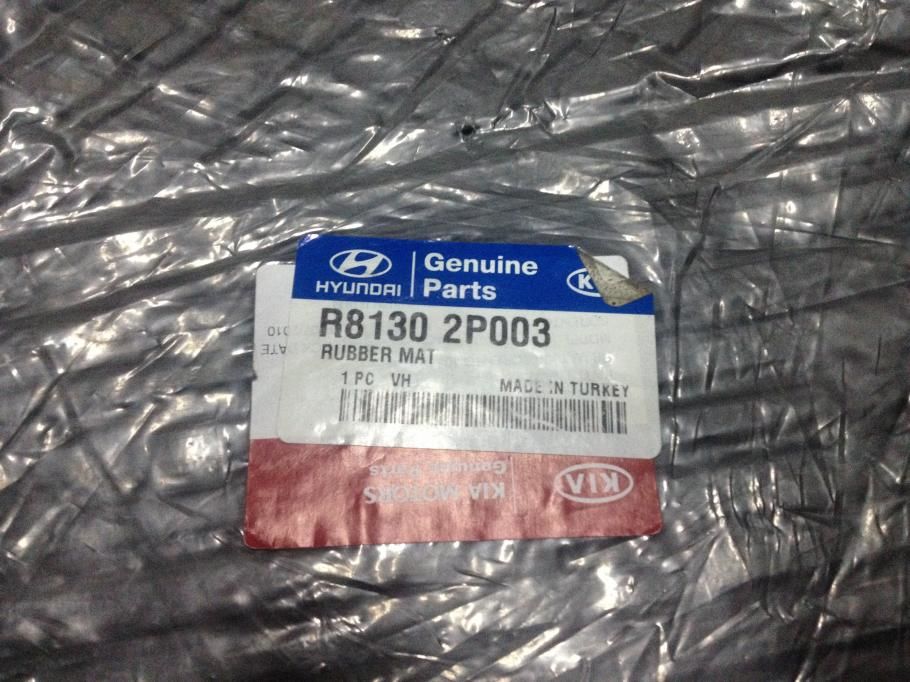 HYUNDAI
Genuine
Parts
R8130 2P003
RUBBER MAT
1 PC VH
MADE IN TURKEY
KIA MOTORS
Genuine Parts
KIA